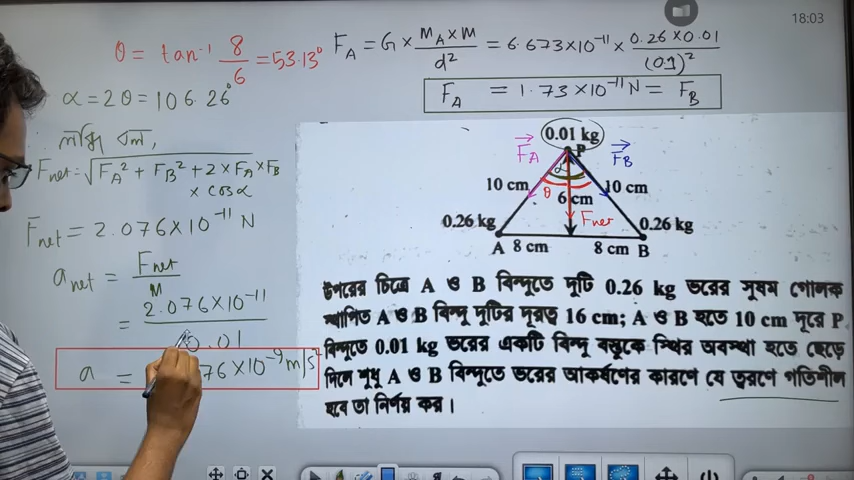 18:03
θ = tan⁻¹ 8/6 = 53.13°
F_A = G × (M_A × M)/d² = 6.673×10⁻¹¹ × (0.26 × 0.01)/(0.1)²
F_A = 1.73 × 10⁻¹¹ N = F_B
α = 2θ = 106.26°
লব্ধি বল,
F_net = √(F_A² + F_B² + 2 × F_A × F_B
× cos α
F_net = 2.076 × 10⁻¹¹ N
a_net = F_net/M
= 2.076 × 10⁻¹¹
0.01
a = 76 × 10⁻⁹ m/s²
0.01 kg
P
F_A
F_B
α
10 cm
θ
6 cm
10 cm
F_net
0.26 kg
0.26 kg
A 8 cm
8 cm B
উপরের চিত্রে A ও B বিন্দুতে দুটি 0.26 kg ভরের সুষম গোলক
স্থাপিত A ও B বিন্দু দুটির দূরত্ব 16 cm; A ও B হতে 10 cm দূরে P
বিন্দুতে 0.01 kg ভরের একটি বিন্দু বস্তুকে স্থির অবস্থা হতে ছেড়ে
দিলে শুধু A ও B বিন্দুতে ভরের আকর্ষণের কারণে যে ত্বরণে গতিশীল
হবে তা নির্ণয় কর।